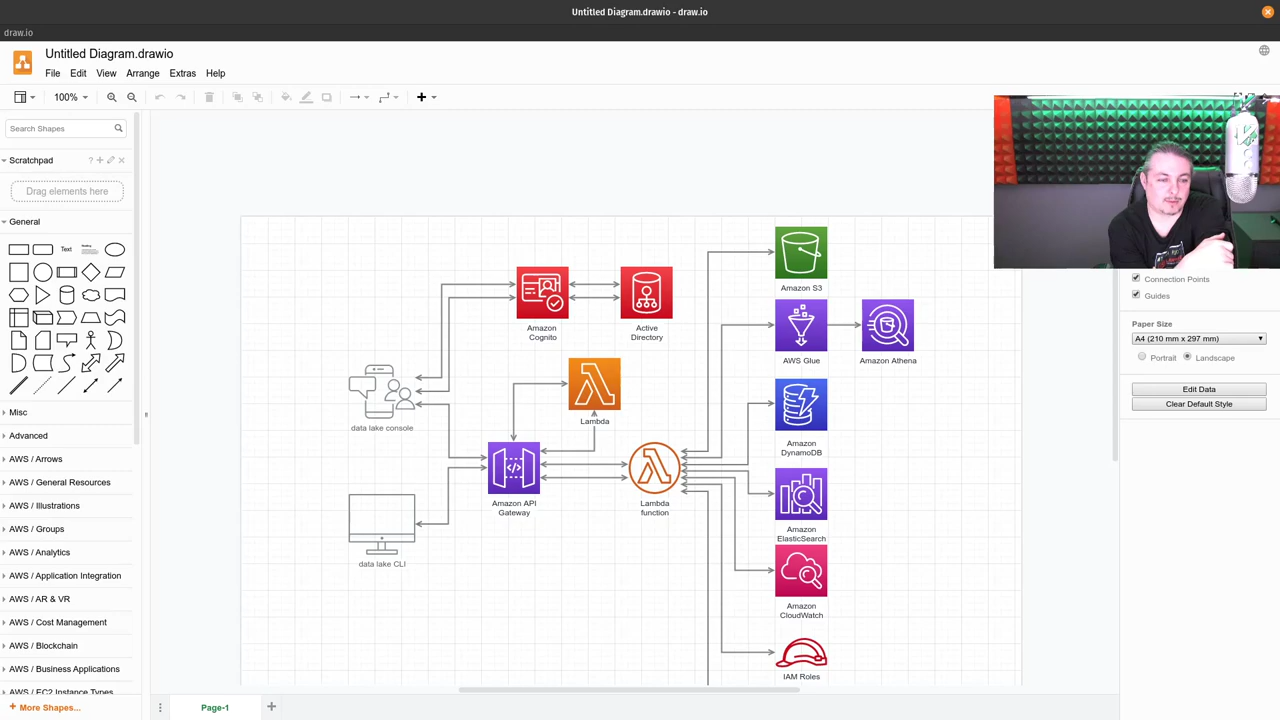 Untitled Diagram.drawio - draw.io
draw.io
Untitled Diagram.drawio
File Edit View Arrange Extras Help
100%
Search Shapes
Scratchpad
Drag elements here
General
Text
Misc
Advanced
AWS / Arrows
AWS / General Resources
AWS / Illustrations
AWS / Groups
AWS / Analytics
AWS / Application Integration
AWS / AR & VR
AWS / Cost Management
AWS / Blockchain
AWS / Business Applications
AWS / EC2 Instance Types
+ More Shapes...
Amazon S3
Amazon
Cognito
Active
Directory
AWS Glue
Amazon Athena
data lake console
Lambda
Amazon
DynamoDB
Amazon API
Gateway
Lambda
function
Amazon
ElasticSearch
data lake CLI
Amazon
CloudWatch
IAM Roles
Page-1
Connection Points
Guides
Paper Size
A4 (210 mm x 297 mm)
Portrait Landscape
Edit Data
Clear Default Style